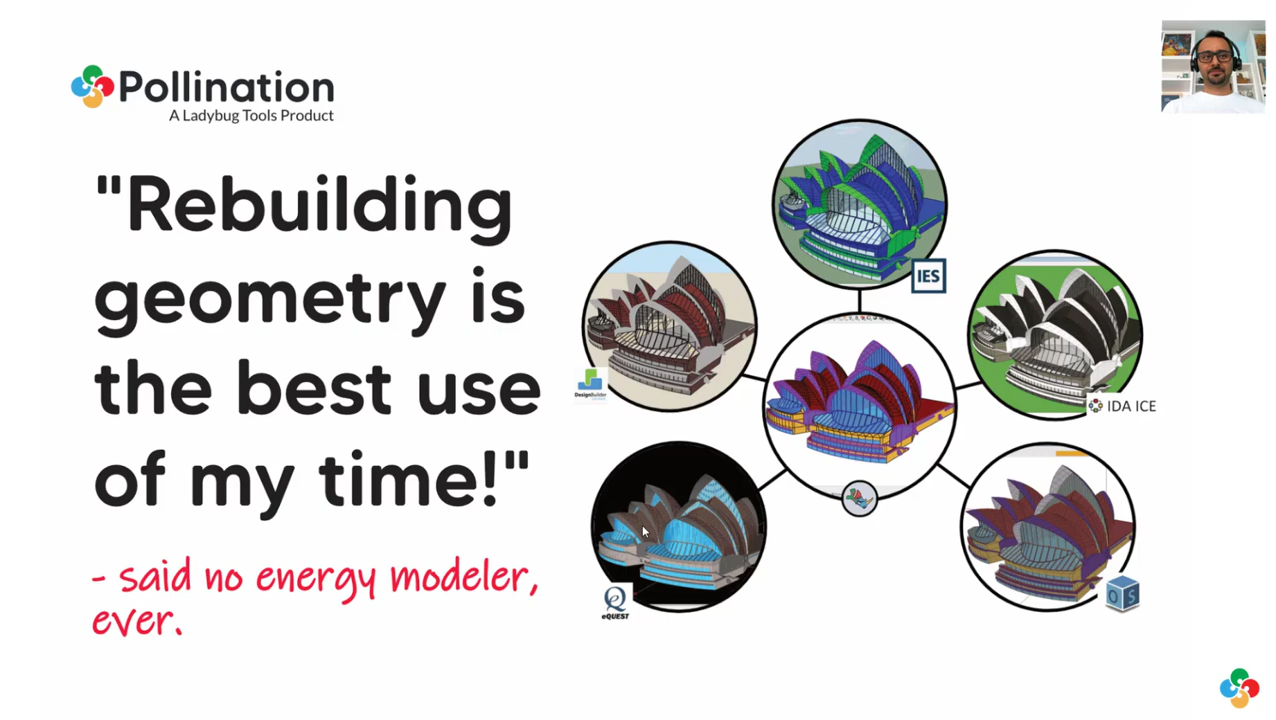 Pollination
A Ladybug Tools Product
"Rebuilding
geometry is
the best use
of my time!"
- said no energy modeler,
ever.
IES
DesignBuilder
IDA ICE
eQUEST
OS